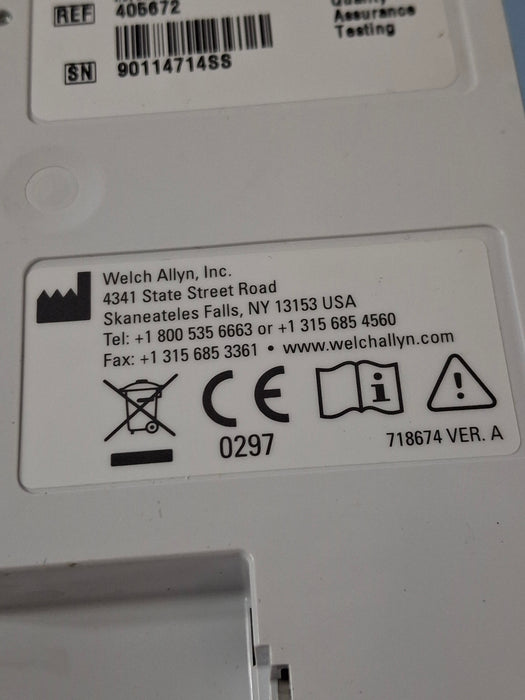 REF 405672
SN 90114714SS
Quality
Assurance
Testing
Welch Allyn, Inc.
4341 State Street Road
Skaneateles Falls, NY 13153 USA
Tel: +1 800 535 6663 or +1 315 685 4560
Fax: +1 315 685 3361 • www.welchallyn.com
CE
0297
718674 VER. A